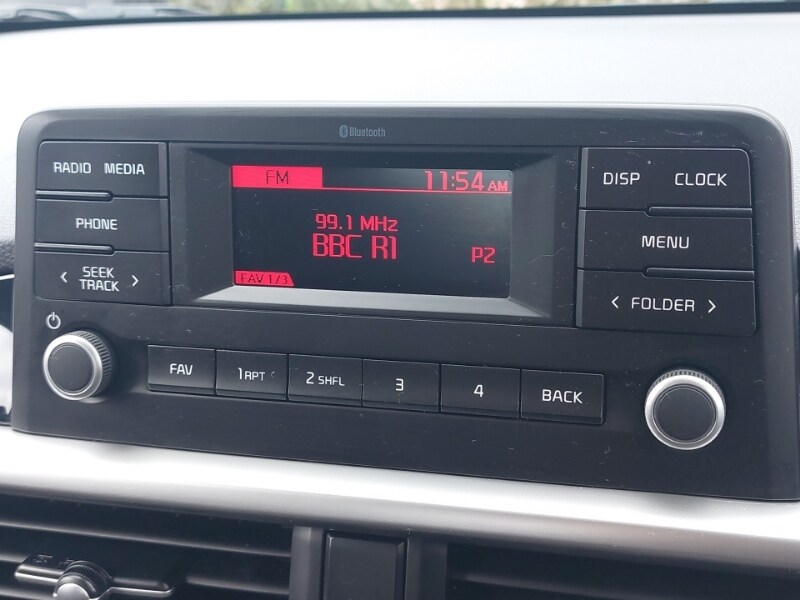 Bluetooth
RADIO MEDIA
PHONE
< SEEK TRACK >
FM 11:54 AM
99.1 MHz
BBC R1
P2
FAV 1/3
DISP CLOCK
MENU
< FOLDER >
FAV
1 RPT
2 SHFL
3
4
BACK